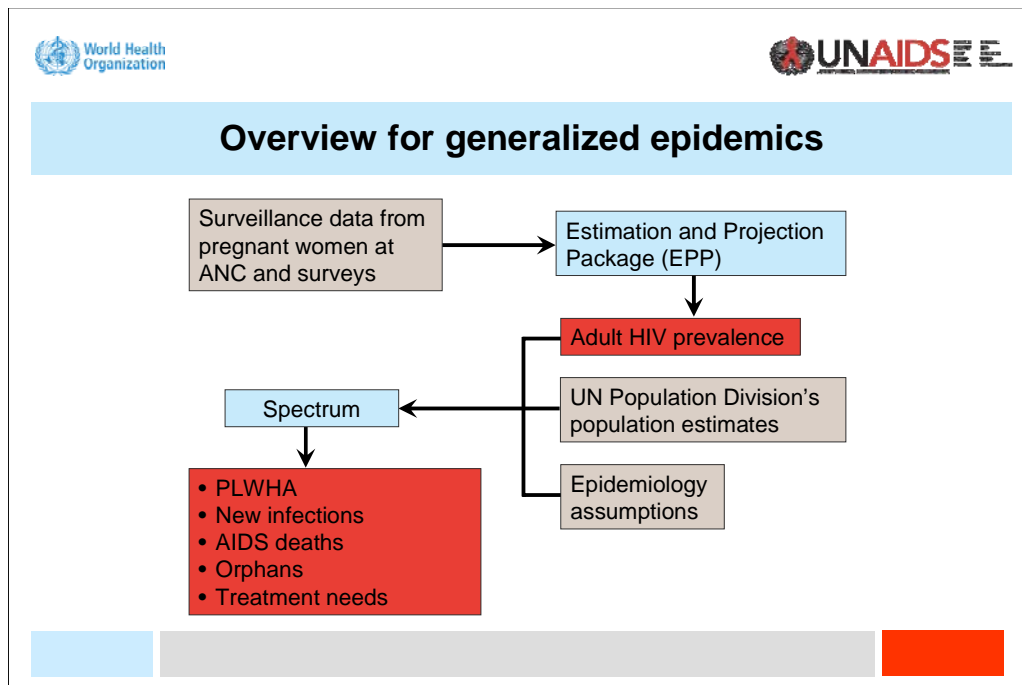 World Health
Organization
UNAIDS
Overview for generalized epidemics
Surveillance data from
pregnant women at
ANC and surveys
Estimation and Projection
Package (EPP)
Adult HIV prevalence
UN Population Division’s
population estimates
Spectrum
Epidemiology
assumptions
• PLWHA
• New infections
• AIDS deaths
• Orphans
• Treatment needs